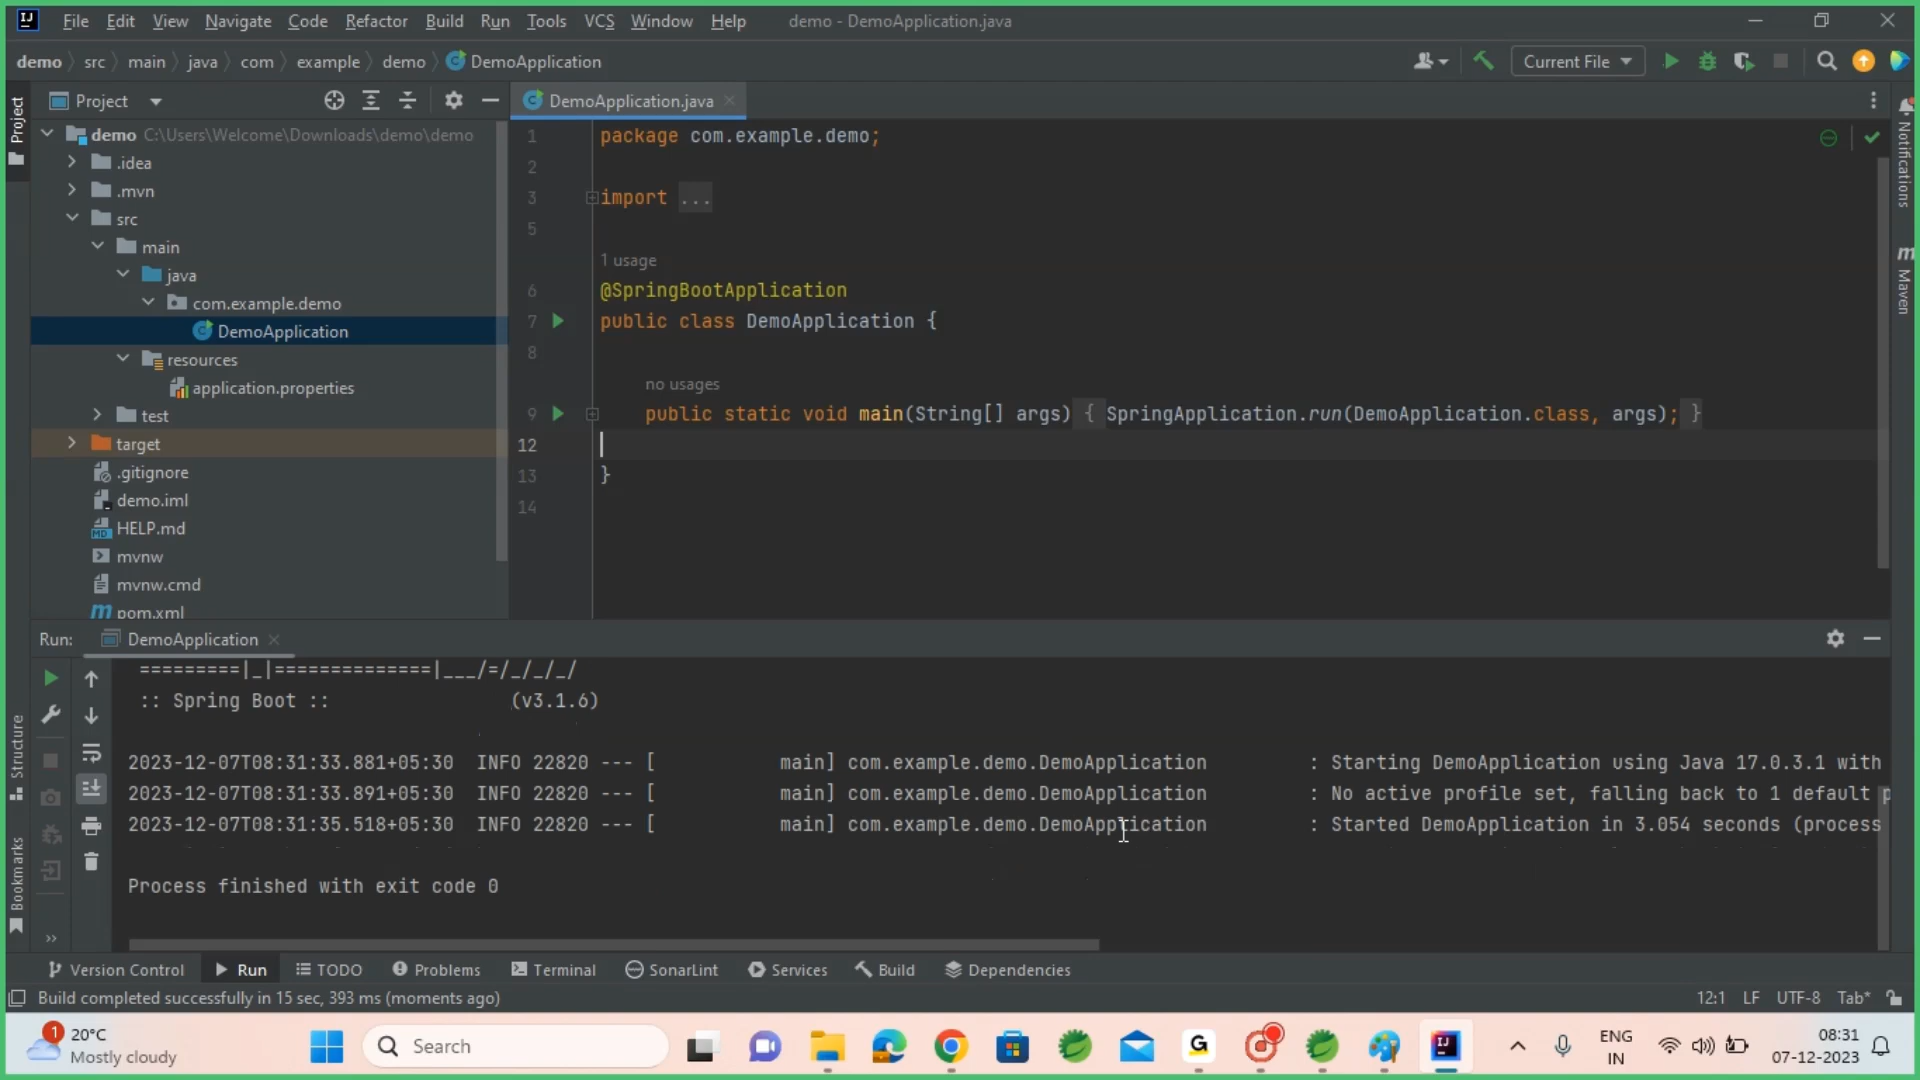 File Edit View Navigate Code Refactor Build Run Tools VCS Window Help demo - DemoApplication.java
demo src main java com example demo DemoApplication Current File
Project
DemoApplication.java
Project
demo C:\Users\Welcome\Downloads\demo\demo
.idea
.mvn
src
main
java
com.example.demo
DemoApplication
resources
application.properties
test
target
.gitignore
demo.iml
HELP.md
mvnw
mvnw.cmd
pom.xml
1 package com.example.demo;
2
3 import ...
5
1 usage
6 @SpringBootApplication
7 public class DemoApplication {
8
no usages
9 public static void main(String[] args) { SpringApplication.run(DemoApplication.class, args); }
12
13 }
14
Notifications
Maven
Run: DemoApplication
=========|_|==============|___/=/_/_/_/
:: Spring Boot :: (v3.1.6)
2023-12-07T08:31:33.881+05:30 INFO 22820 --- [ main] com.example.demo.DemoApplication : Starting DemoApplication using Java 17.0.3.1 with
2023-12-07T08:31:33.891+05:30 INFO 22820 --- [ main] com.example.demo.DemoApplication : No active profile set, falling back to 1 default p
2023-12-07T08:31:35.518+05:30 INFO 22820 --- [ main] com.example.demo.DemoApplication : Started DemoApplication in 3.054 seconds (process
Process finished with exit code 0
Structure
Bookmarks
Version Control Run TODO Problems Terminal SonarLint Services Build Dependencies
Build completed successfully in 15 sec, 393 ms (moments ago) 12:1 LF UTF-8 Tab*
1 20°C
Mostly cloudy
Search
ENG
IN
08:31
07-12-2023